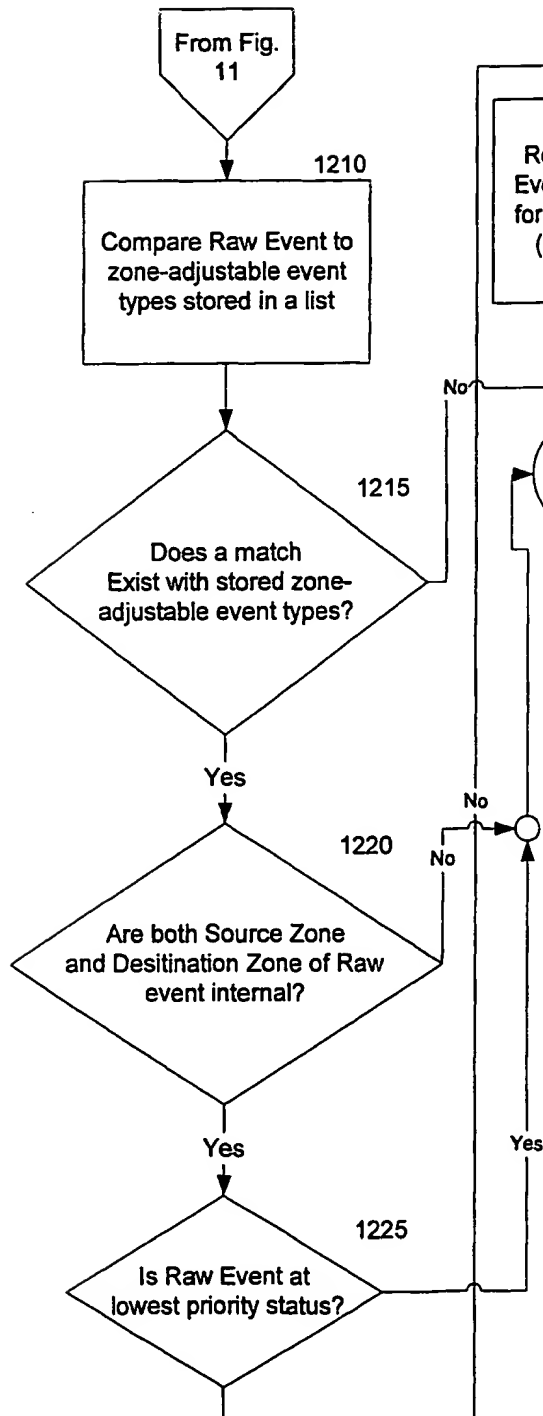 From Fig.
11
1210
Compare Raw Event to
zone-adjustable event
types stored in a list
(
No
1215
Does a match
Exist with stored zone-
adjustable event types?
Yes
No
1220
No
Are both Source Zone
and Desitination Zone of Raw
event internal?
Yes
Yes
1225
Is Raw Event at
lowest priority status?